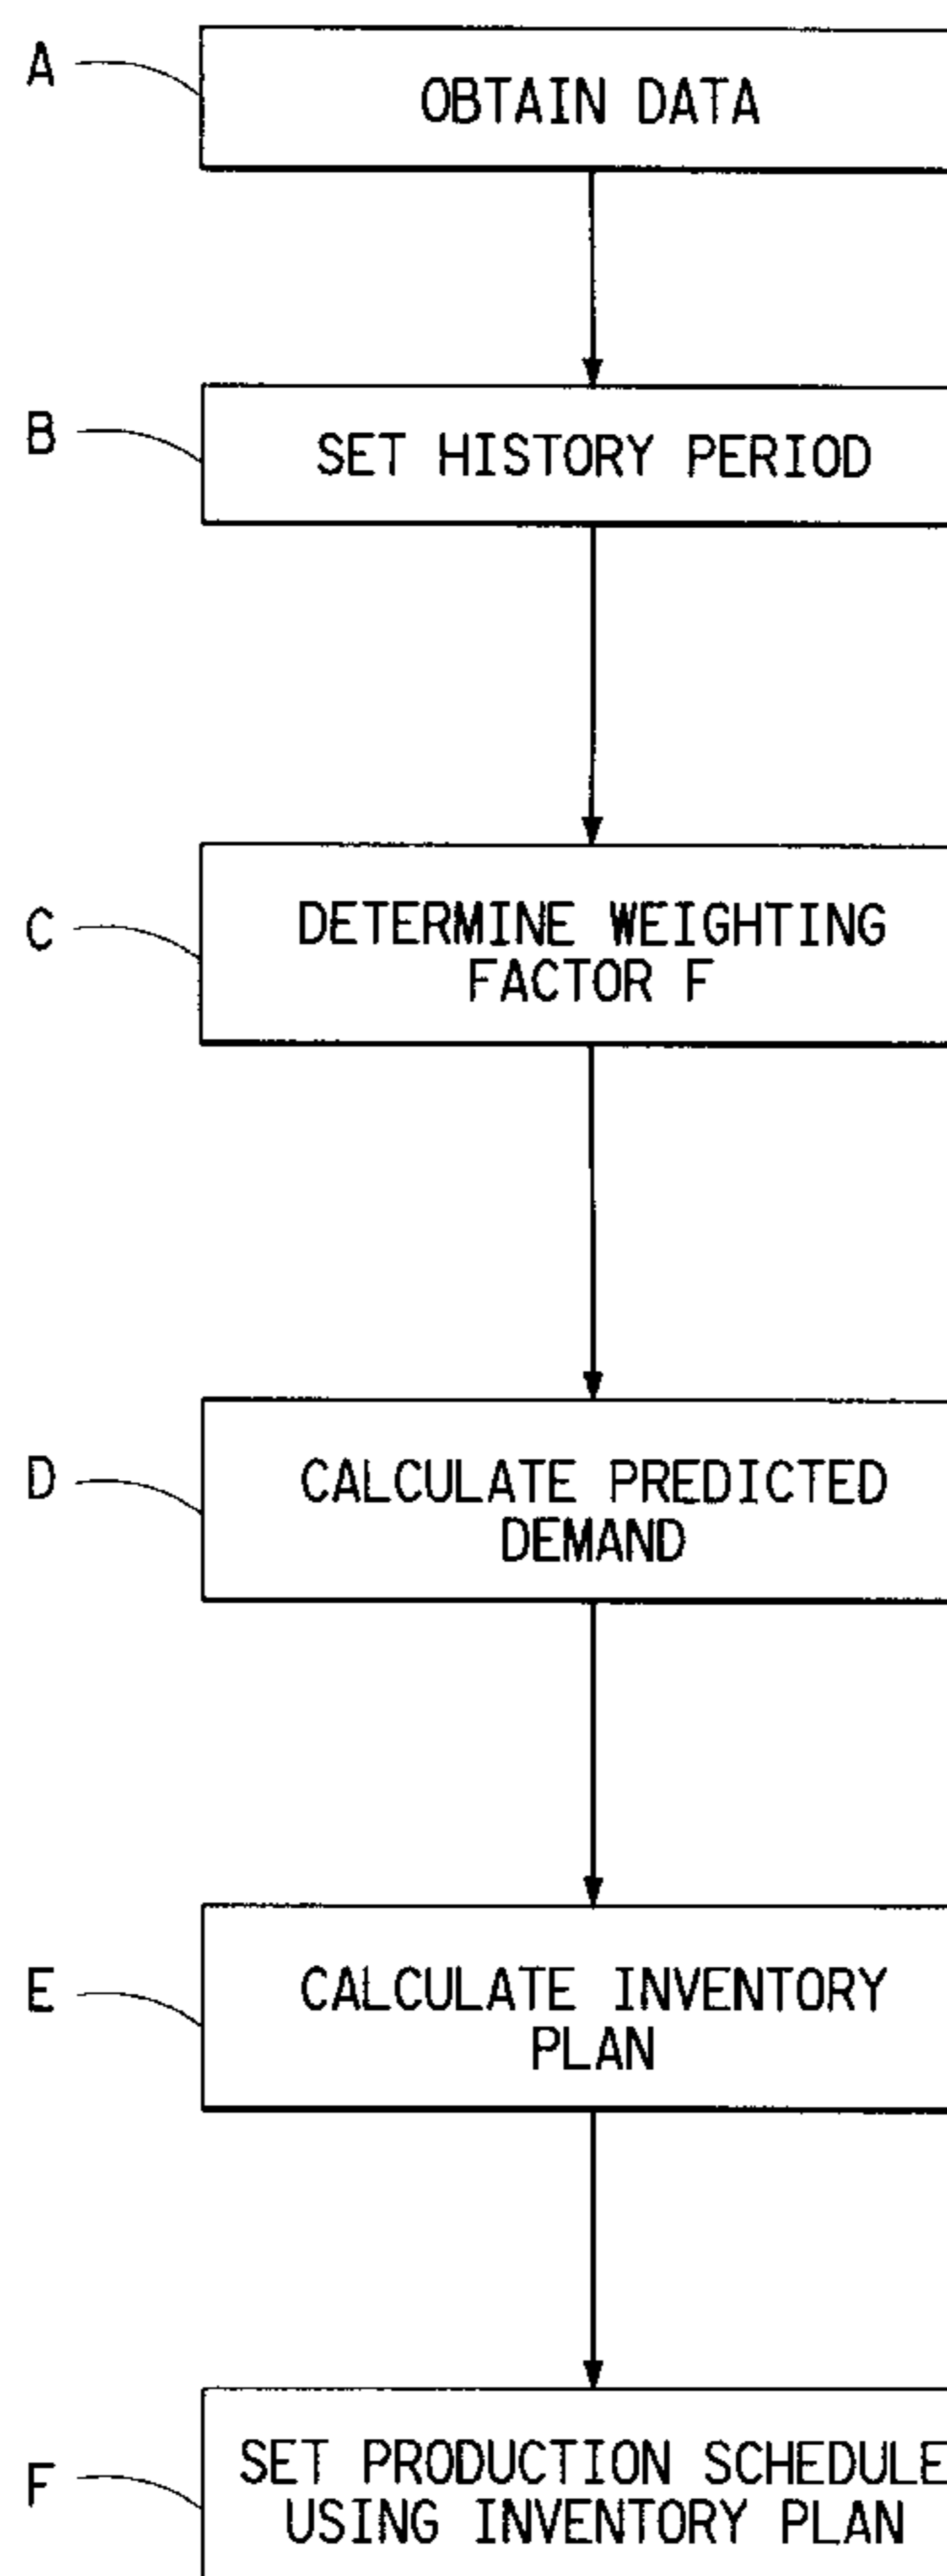 A
OBTAIN DATA
B
SET HISTORY PERIOD
C
DETERMINE WEIGHTING
FACTOR F
D
CALCULATE PREDICTED
DEMAND
E
CALCULATE INVENTORY
PLAN
F
SET PRODUCTION SCHEDULE
USING INVENTORY PLAN